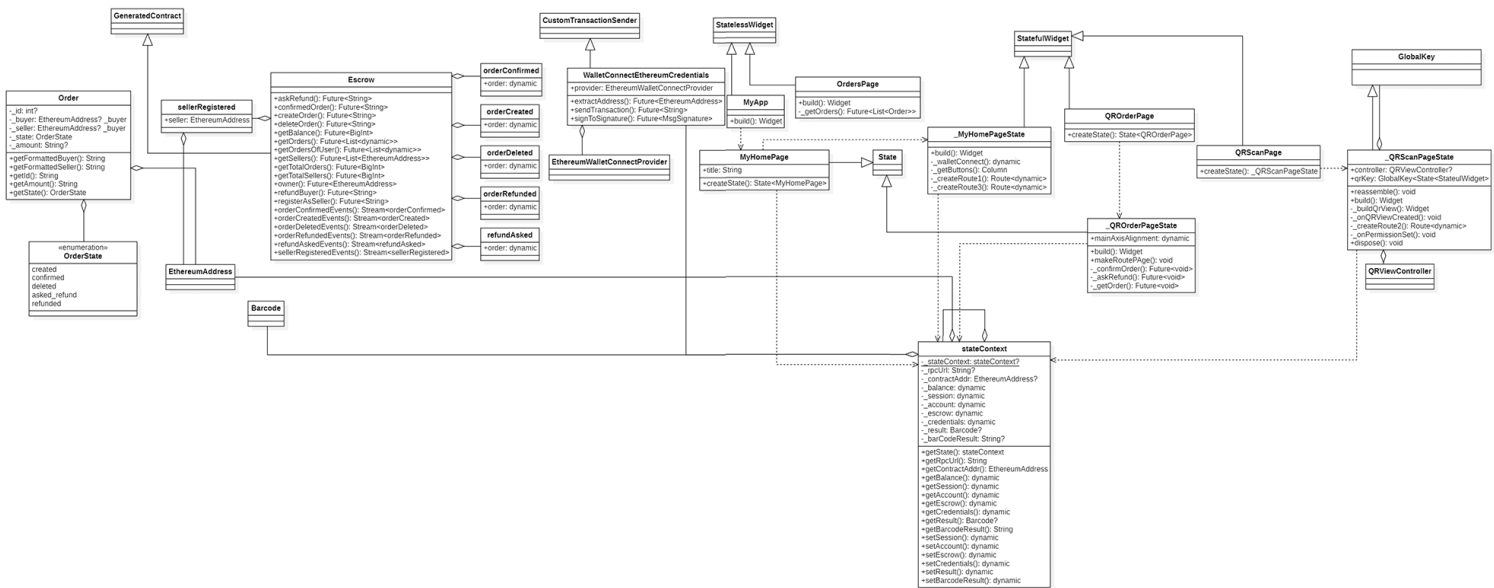 GeneratedContract
Order
-_id: int?
-_buyer: EthereumAddress? _buyer
-_seller: EthereumAddress? _buyer
-_state: OrderState
-_amount: String?
+getFormattedBuyer(): String
+getFormattedSeller(): String
+getId(): String
+getAmount(): String
+getState(): OrderState
«enumeration»
OrderState
created
confirmed
deleted
asked_refund
refunded
sellerRegistered
+seller: EthereumAddress
EthereumAddress
Barcode
Escrow
+askRefund(): Future<String>
+confirmedOrder(): Future<String>
+createOrder(): Future<String>
+deleteOrder(): Future<String>
+getBalance(): Future<BigInt>
+getOrders(): Future<List<dynamic>>
+getOrdersOfUser(): Future<List<dynamic>>
+getSellers(): Future<List<EthereumAddress>>
+getTotalOrders(): Future<BigInt>
+getTotalSellers(): Future<BigInt>
+owner(): Future<EthereumAddress>
+refundBuyer(): Future<String>
+registerAsSeller(): Future<String>
+orderConfirmedEvents(): Stream<orderConfirmed>
+orderCreatedEvents(): Stream<orderCreated>
+orderDeletedEvents(): Stream<orderDeleted>
+orderRefundedEvents(): Stream<orderRefunded>
+refundAskedEvents(): Stream<refundAsked>
+sellerRegisteredEvents(): Stream<sellerRegistered>
orderConfirmed
+order: dynamic
orderCreated
+order: dynamic
orderDeleted
+order: dynamic
orderRefunded
+order: dynamic
refundAsked
+order: dynamic
CustomTransactionSender
WalletConnectEthereumCredentials
+provider: EthereumWalletConnectProvider
+extractAddress(): Future<EthereumAddress>
+sendTransaction(): Future<String>
+signToSignature(): Future<MsgSignature>
EthereumWalletConnectProvider
StatelessWidget
MyApp
+build(): Widget
OrdersPage
+build(): Widget
-_getOrders(): Future<List<Order>>
MyHomePage
+title: String
+createState(): State<MyHomePage>
State
StatefulWidget
_MyHomePageState
+build(): Widget
-_walletConnect(): dynamic
-_getButtons(): Column
-_createRoute1(): Route<dynamic>
-_createRoute3(): Route<dynamic>
QROrderPage
+createState(): State<QROrderPage>
_QROrderPageState
+mainAxisAlignment: dynamic
+build(): Widget
+makeRoutePAge(): void
-_confirmOrder(): Future<void>
-_askRefund(): Future<void>
-_getOrder(): Future<void>
QRScanPage
+createState(): _QRScanPageState
GlobalKey
_QRScanPageState
+controller: QRViewController?
+qrKey: GlobalKey<State<StateulWidget>
+reassemble(): void
+build(): Widget
-_buildQrView(): Widget
-_onQRViewCreated(): void
-_createRoute2(): Route<dynamic>
-_onPermissionSet(): void
+dispose(): void
QRViewController
stateContext
-_stateContext: stateContext?
-_rpcUrl: String?
-_contractAddr: EthereumAddress?
-_balance: dynamic
-_session: dynamic
-_account: dynamic
-_escrow: dynamic
-_credentials: dynamic
-_result: Barcode?
-_barCodeResult: String?
+getState(): stateContext
+getRpcUrl(): String
+getContractAddr(): EthereumAddress
+getBalance(): dynamic
+getSession(): dynamic
+getAccount(): dynamic
+getEscrow(): dynamic
+getCredentials(): dynamic
+getResult(): Barcode?
+getBarcodeResult(): String
+setSession(): dynamic
+setAccount(): dynamic
+setEscrow(): dynamic
+setCredentials(): dynamic
+setResult(): dynamic
+setBarcodeResult(): dynamic